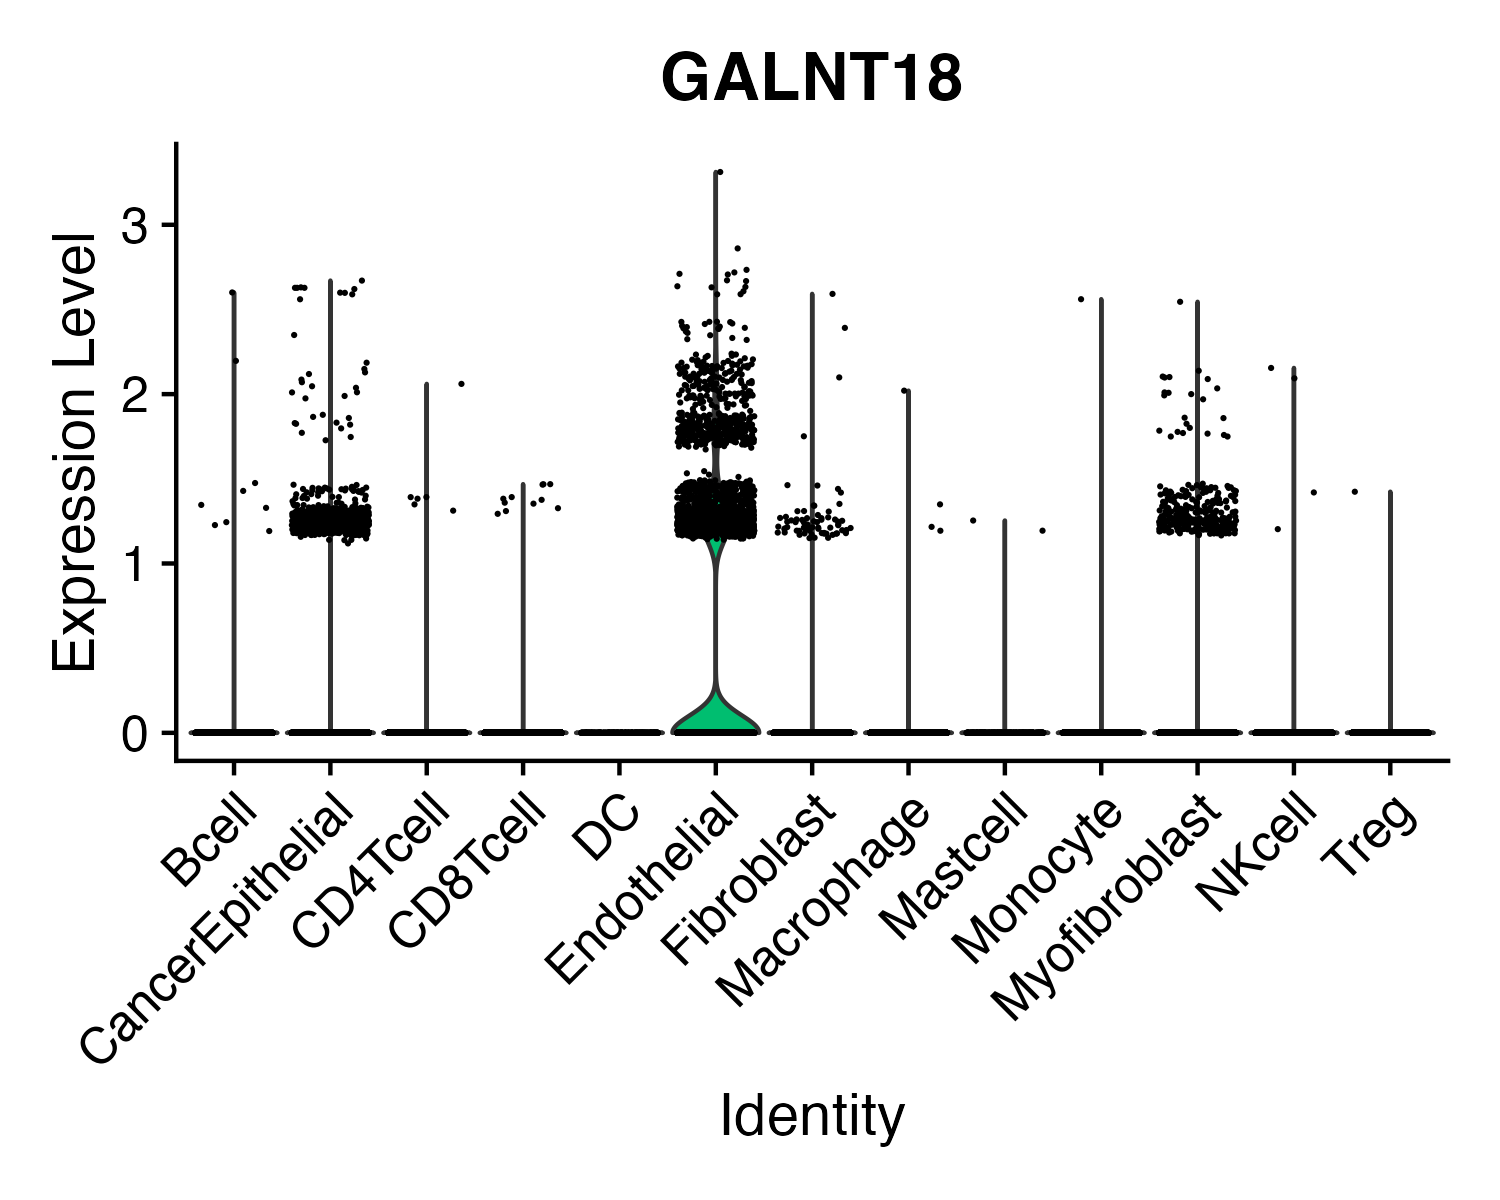 GALNT18
Expression Level
3
2
1
0
Bcell
CancerEpithelial
CD4Tcell
CD8Tcell
DC
Endothelial
Fibroblast
Macrophage
Mastcell
Monocyte
Myofibroblast
NKcell
Treg
Identity